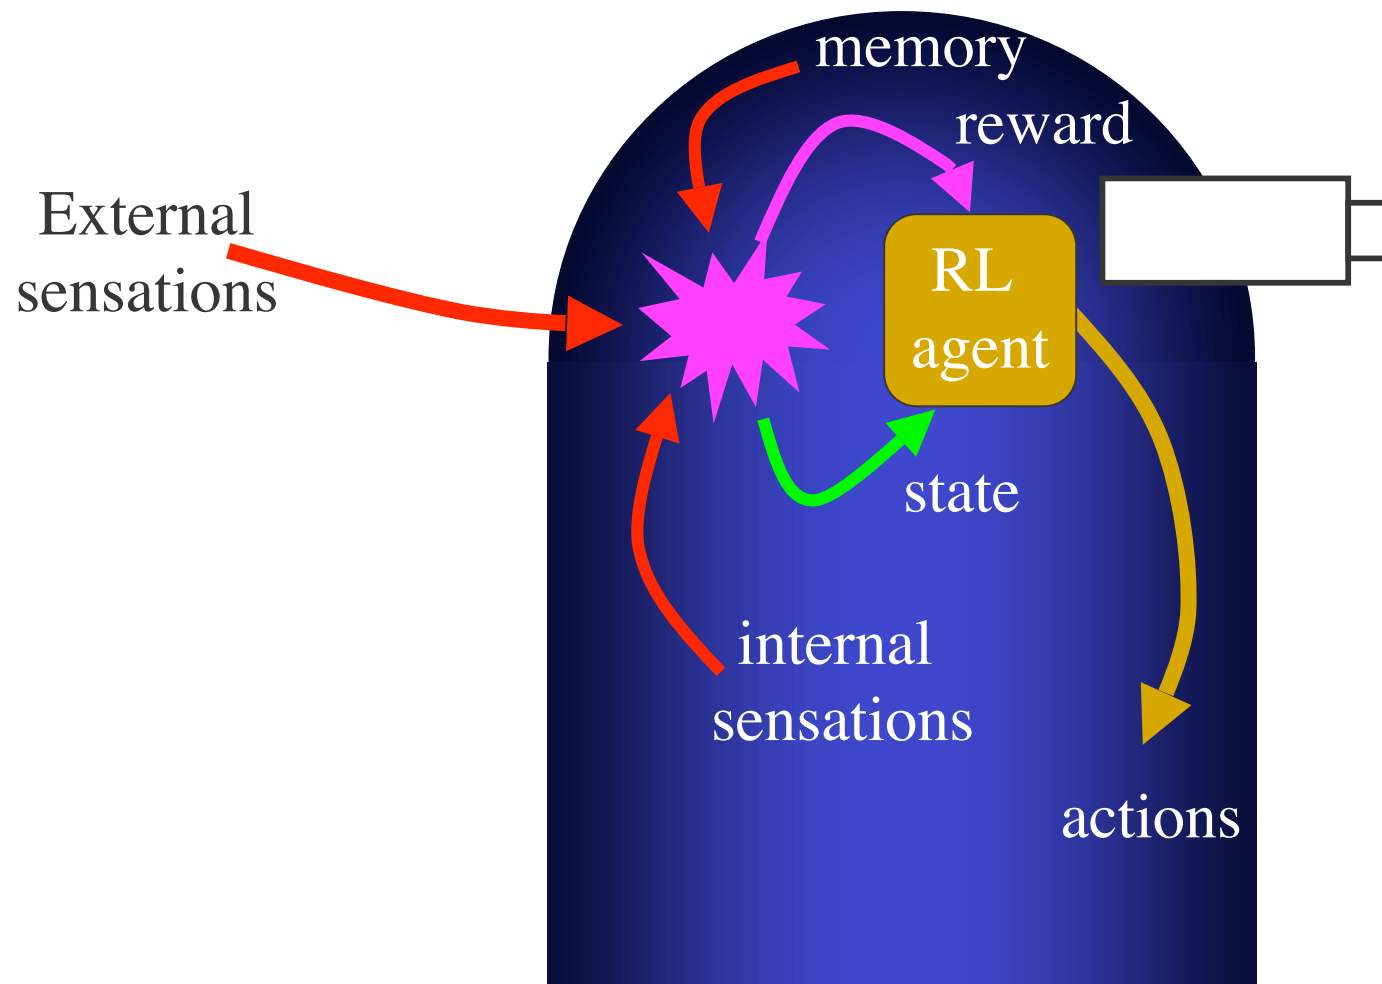 memory
reward
External
sensations
RL
agent
state
internal
sensations
actions